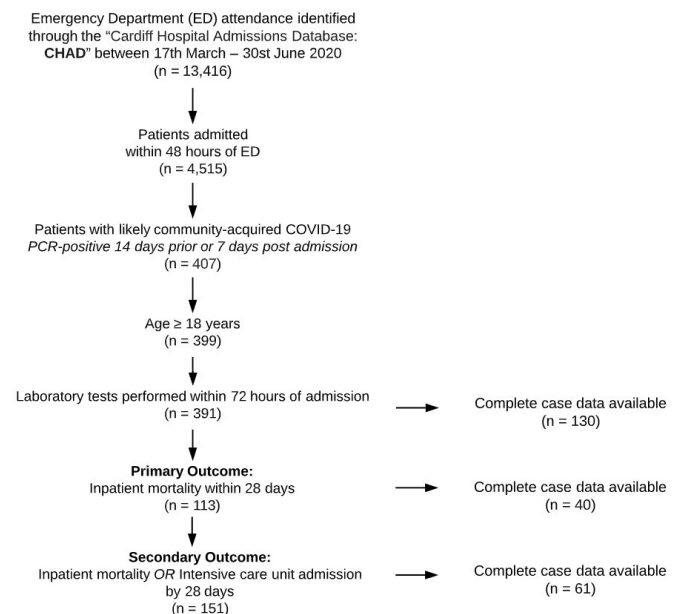 Emergency Department (ED) attendance identified
through the “Cardiff Hospital Admissions Database:
CHAD” between 17th March – 30st June 2020
(n = 13,416)
Patients admitted
within 48 hours of ED
(n = 4,515)
Patients with likely community-acquired COVID-19
PCR-positive 14 days prior or 7 days post admission
(n = 407)
Age ≥ 18 years
(n = 399)
Laboratory tests performed within 72 hours of admission
(n = 391)
Complete case data available
(n = 130)
Primary Outcome:
Inpatient mortality within 28 days
(n = 113)
Complete case data available
(n = 40)
Secondary Outcome:
Inpatient mortality OR Intensive care unit admission
by 28 days
(n = 151)
Complete case data available
(n = 61)